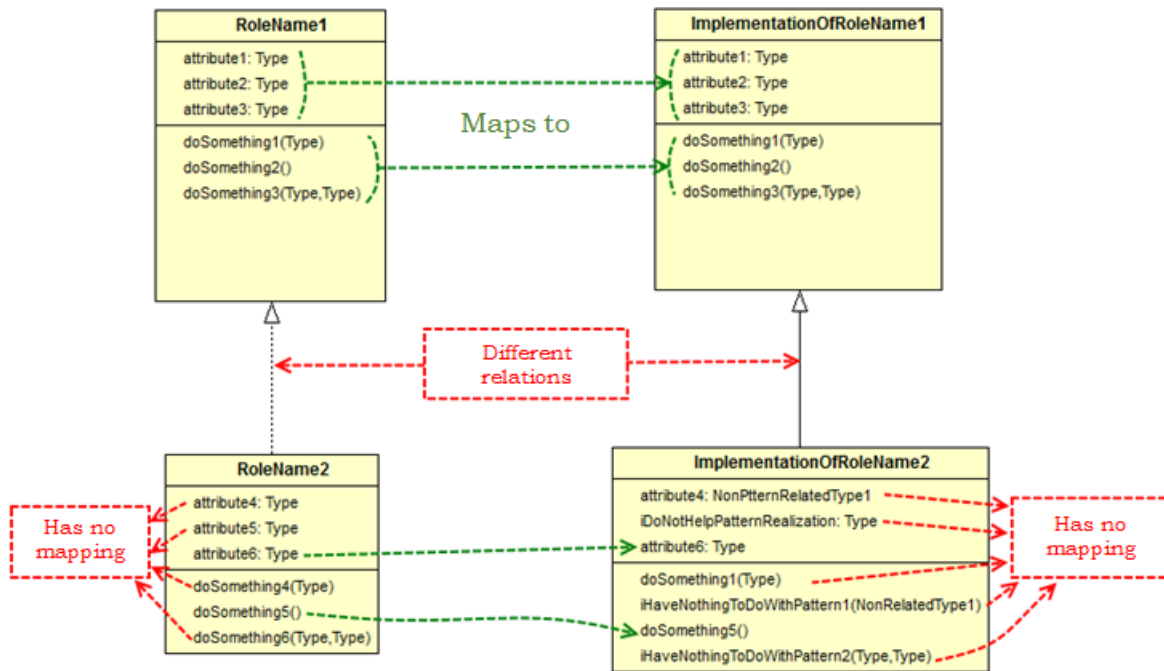 RoleName1
attribute1: Type
attribute2: Type
attribute3: Type
doSomething1(Type)
doSomething2()
doSomething3(Type,Type)
Maps to
ImplementationOfRoleName1
attribute1: Type
attribute2: Type
attribute3: Type
doSomething1(Type)
doSomething2()
doSomething3(Type,Type)
Different
relations
Has no
mapping
RoleName2
attribute4: Type
attribute5: Type
attribute6: Type
doSomething4(Type)
doSomething5()
doSomething6(Type,Type)
ImplementationOfRoleName2
attribute4: NonPtternRelatedType1
iDoNotHelpPatternRealization: Type
attribute6: Type
doSomething1(Type)
iHaveNothingToDoWithPattern1(NonRelatedType1)
doSomething5()
iHaveNothingToDoWithPattern2(Type,Type)
Has no
mapping